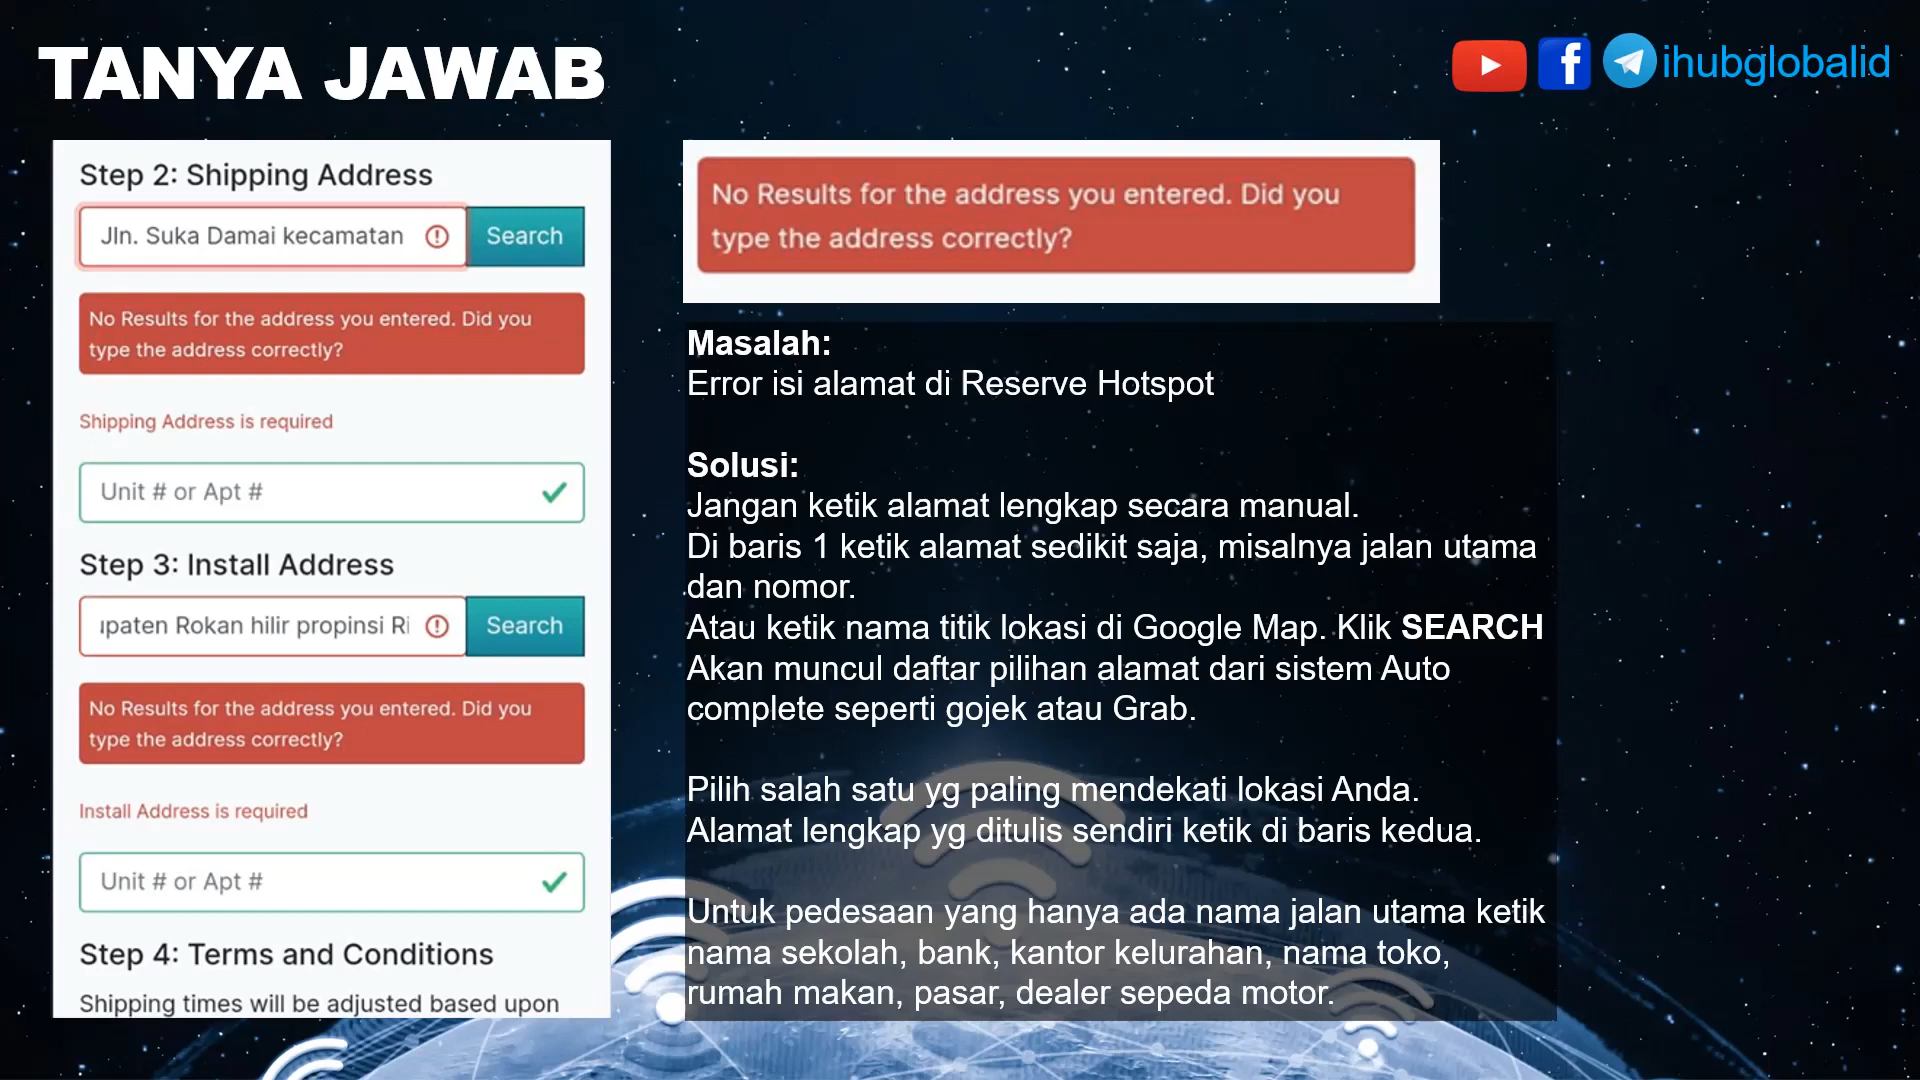 TANYA JAWAB
ihubglobalid
Step 2: Shipping Address
Jln. Suka Damai kecamatan
Search
No Results for the address you entered. Did you
type the address correctly?
Shipping Address is required
Unit # or Apt #
Step 3: Install Address
upaten Rokan hilir propinsi Ri
Search
No Results for the address you entered. Did you
type the address correctly?
Install Address is required
Unit # or Apt #
Step 4: Terms and Conditions
Shipping times will be adjusted based upon
No Results for the address you entered. Did you
type the address correctly?
Masalah:
Error isi alamat di Reserve Hotspot
Solusi:
Jangan ketik alamat lengkap secara manual.
Di baris 1 ketik alamat sedikit saja, misalnya jalan utama
dan nomor.
Atau ketik nama titik lokasi di Google Map. Klik SEARCH
Akan muncul daftar pilihan alamat dari sistem Auto
complete seperti gojek atau Grab.
Pilih salah satu yg paling mendekati lokasi Anda.
Alamat lengkap yg ditulis sendiri ketik di baris kedua.
Untuk pedesaan yang hanya ada nama jalan utama ketik
nama sekolah, bank, kantor kelurahan, nama toko,
rumah makan, pasar, dealer sepeda motor.